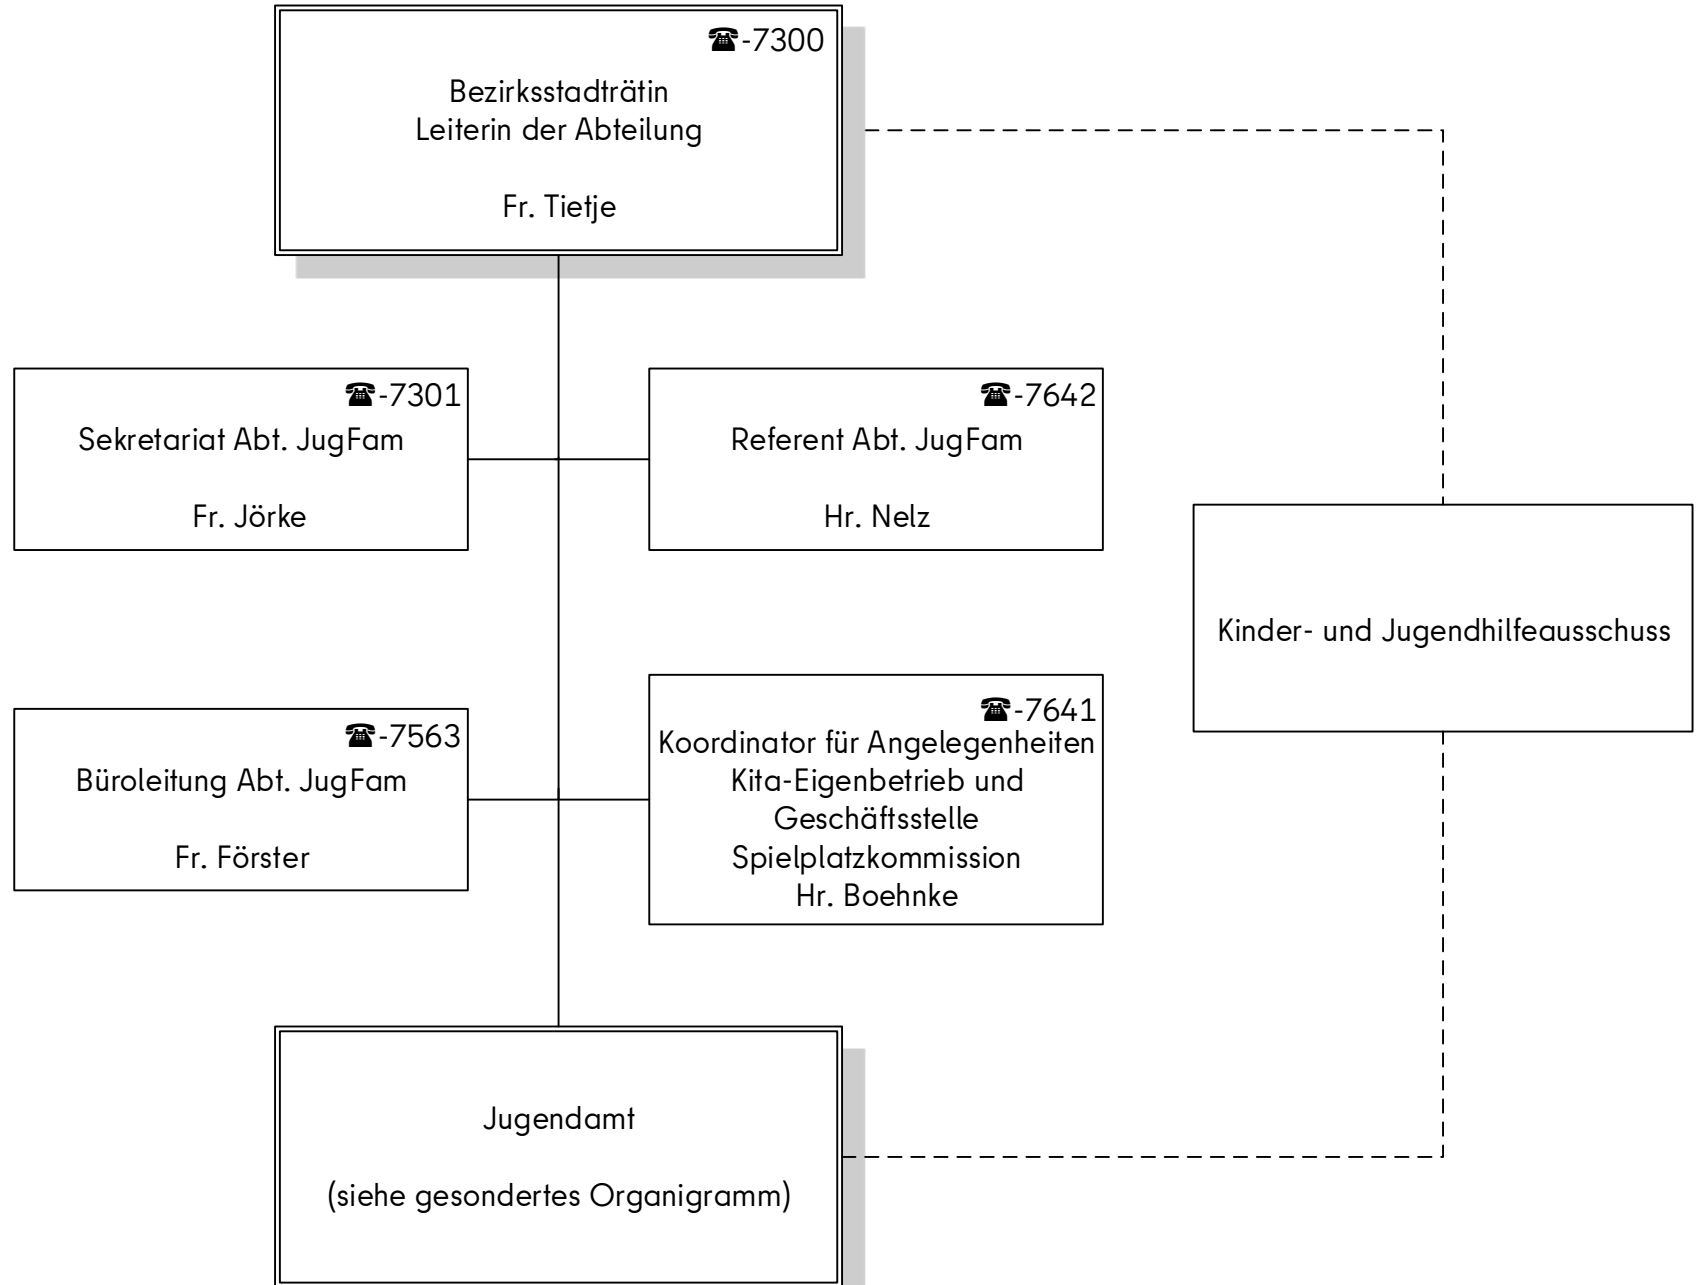 ☎-7300
Bezirksstadträtin
Leiterin der Abteilung
Fr. Tietje
☎-7301
Sekretariat Abt. JugFam
Fr. Jörke
☎-7642
Referent Abt. JugFam
Hr. Nelz
Kinder- und Jugendhilfeausschuss
☎-7563
Büroleitung Abt. JugFam
Fr. Förster
☎-7641
Koordinator für Angelegenheiten
Kita-Eigenbetrieb und
Geschäftsstelle
Spielplatzkommission
Hr. Boehnke
Jugendamt
(siehe gesondertes Organigramm)